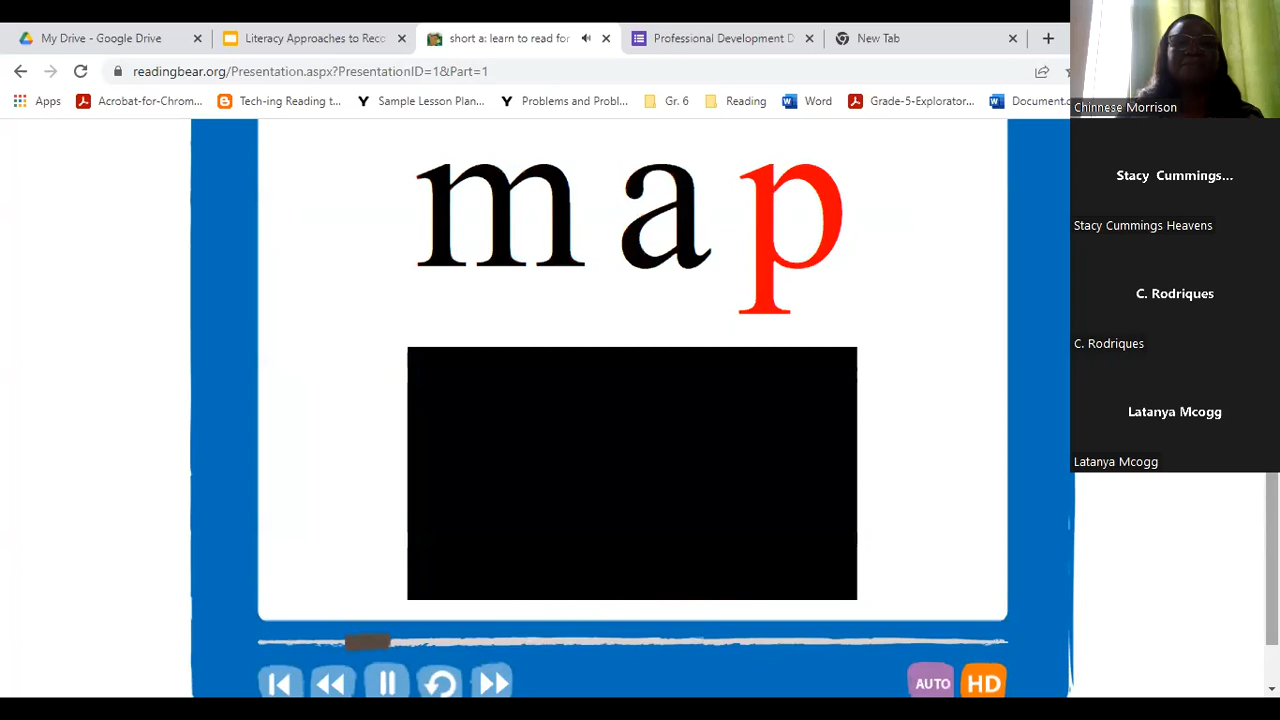 My Drive - Google Drive
Literacy Approaches to Reco
short a: learn to read for
Professional Development D
New Tab
readingbear.org/Presentation.aspx?PresentationID=1&Part=1
Apps
Acrobat-for-Chrom...
Tech-ing Reading t...
Sample Lesson Plan...
Problems and Probl...
Gr. 6
Reading
Word
Grade-5-Explorator...
Document.c
map
AUTO
HD
Chinnese Morrison
Stacy Cummings...
Stacy Cummings Heavens
C. Rodriques
C. Rodriques
Latanya Mcogg
Latanya Mcogg